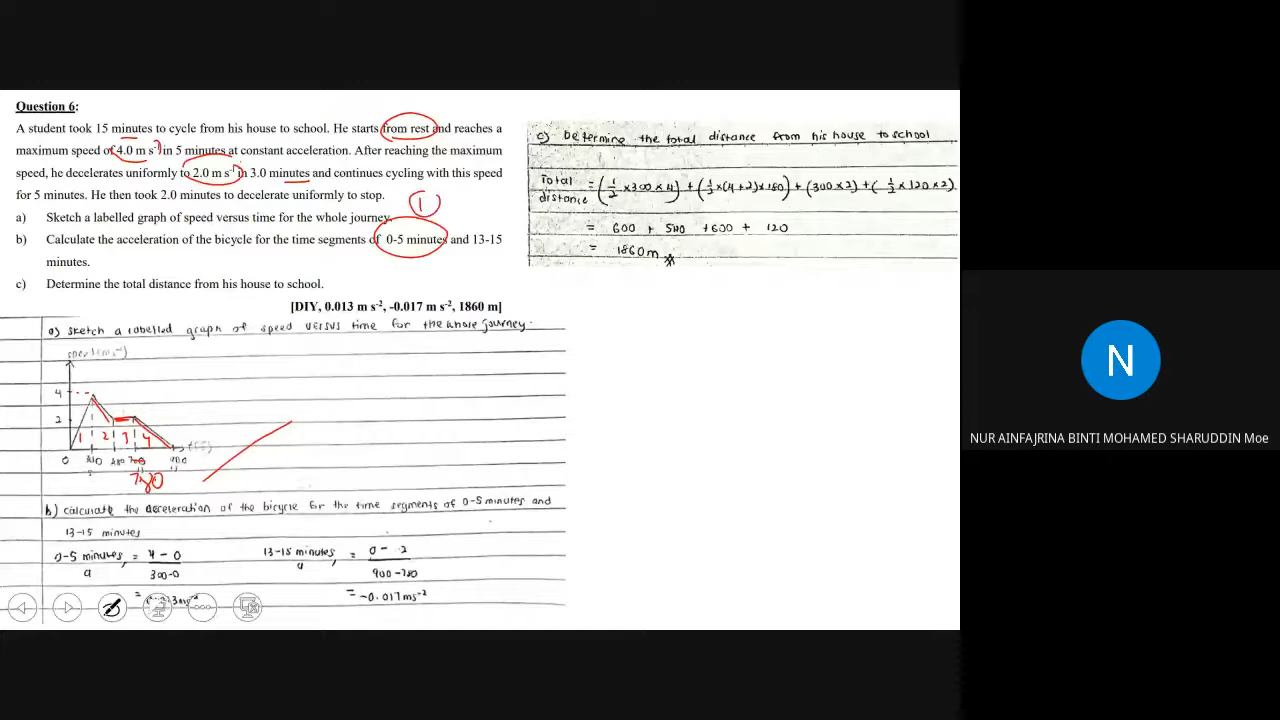 Question 6:
A student took 15 minutes to cycle from his house to school. He starts from rest and reaches a
maximum speed of 4.0 m s-1 in 5 minutes at constant acceleration. After reaching the maximum
speed, he decelerates uniformly to 2.0 m s-1 in 3.0 minutes and continues cycling with this speed
for 5 minutes. He then took 2.0 minutes to decelerate uniformly to stop.
1
a) Sketch a labelled graph of speed versus time for the whole journey.
b) Calculate the acceleration of the bicycle for the time segments of 0-5 minutes and 13-15
minutes.
c) Determine the total distance from his house to school.
[DIY, 0.013 m s-2, -0.017 m s-2, 1860 m]
a) sketch a labelled graph of speed versus time for the whole journey.
4
2
1 2 3 4
0 480
780
b) calculate the acceleration of the bicycle for the time segments of 0-5 minutes and
13-15 minutes
0-5 minutes, a = 4 - 0
300-0
13-15 minutes, a = 0 - 2
900-780
= -0.017ms-2
c) Determine the total distance from his house to school
Total distance = (1/2 x 300 x 4) + (1/2 x (4+2) x 180) + (300 x 2) + (1/2 x 120 x 2)
= 600 + 540 + 600 + 120
= 1860m
N
NUR AINFAJRINA BINTI MOHAMED SHARUDDIN Moe